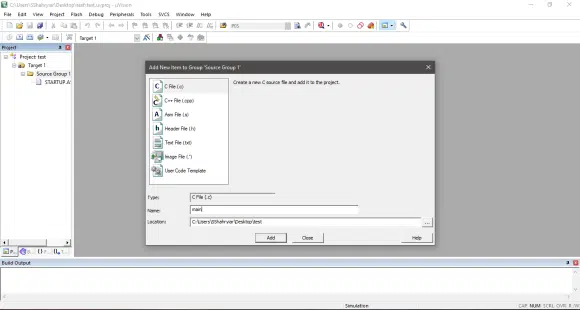 C:\Users\SShahryiar\Desktop\test\test.uvproj - µVision
File Edit View Project Flash Debug Peripherals Tools SVCS Window Help
P0S
Target 1
Project
Project: test
Target 1
Source Group 1
STARTUP.A
Add New Item to Group 'Source Group 1'
C File (.c)
Create a new C source file and add it to the project.
C++ File (.cpp)
Asm File (.s)
Header File (.h)
Text File (.txt)
Image File (.*)
User Code Template
Type:
C File (.c)
Name:
main
Location:
C:\Users\SShahryiar\Desktop\test
...
Add
Close
Help
Build Output
Simulation
CAP NUM SCRL OVR R/W